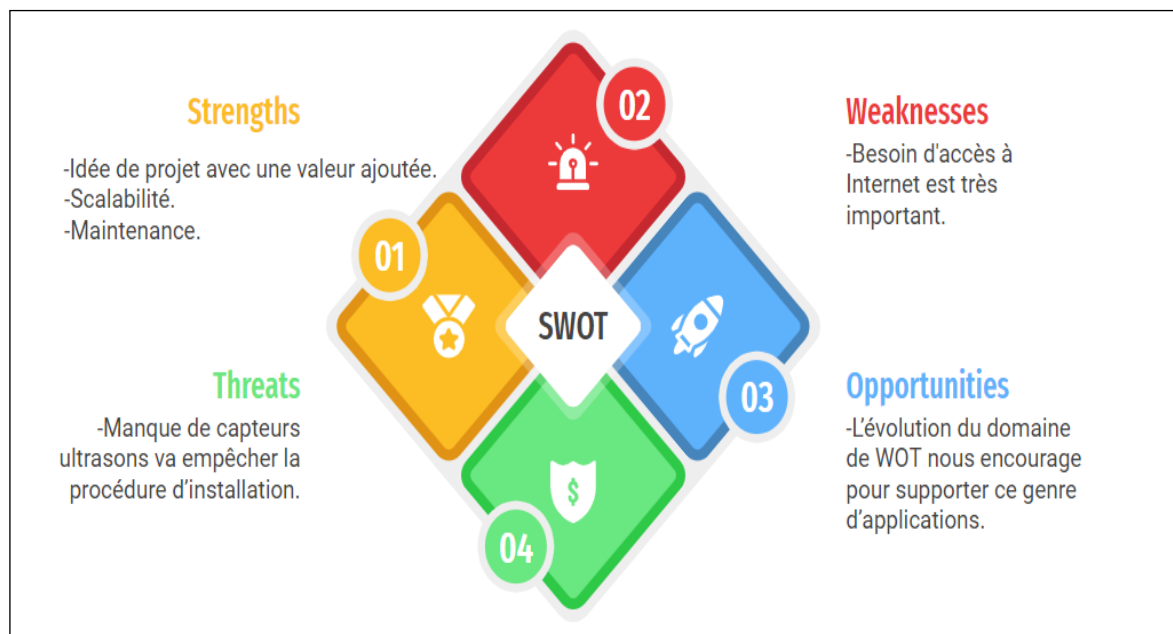 Strengths
-Idée de projet avec une valeur ajoutée.
-Scalabilité.
-Maintenance.
01
02
Weaknesses
-Besoin d'accès à
Internet est très
important.
SWOT
Threats
-Manque de capteurs
ultrasons va empêcher la
procédure d’installation.
04
$
03
Opportunities
-L’évolution du domaine
de WOT nous encourage
pour supporter ce genre
d’applications.